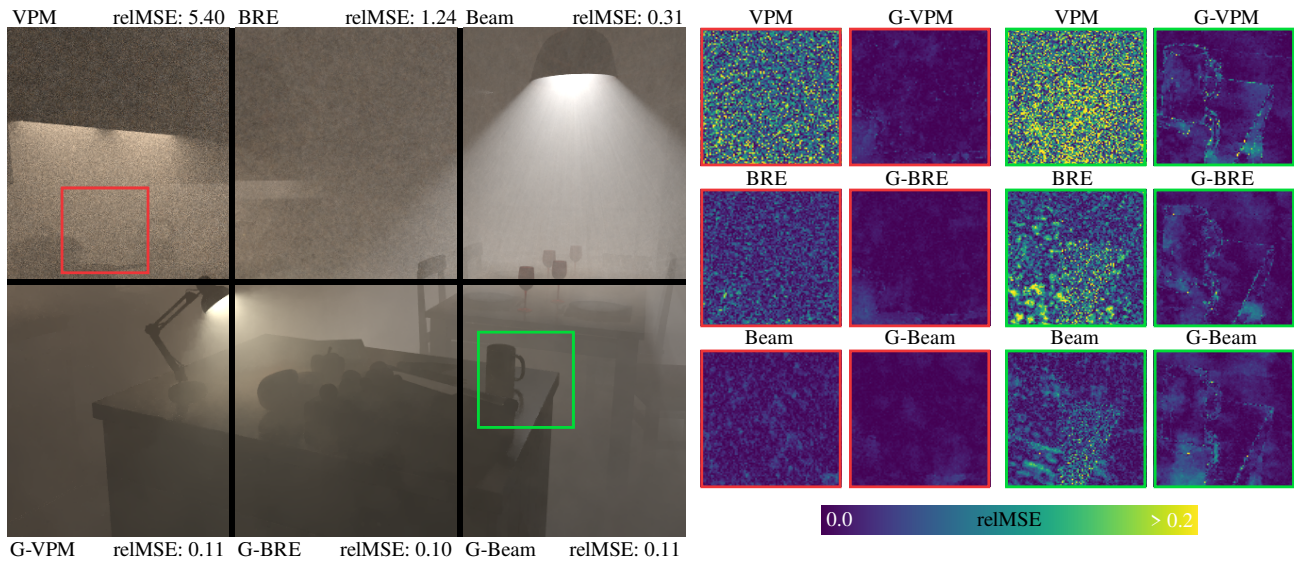 VPM relMSE: 5.40 BRE relMSE: 1.24 Beam relMSE: 0.31
G-VPM relMSE: 0.11 G-BRE relMSE: 0.10 G-Beam relMSE: 0.11
VPM G-VPM VPM G-VPM
BRE G-BRE BRE G-BRE
Beam G-Beam Beam G-Beam
0.0 relMSE > 0.2